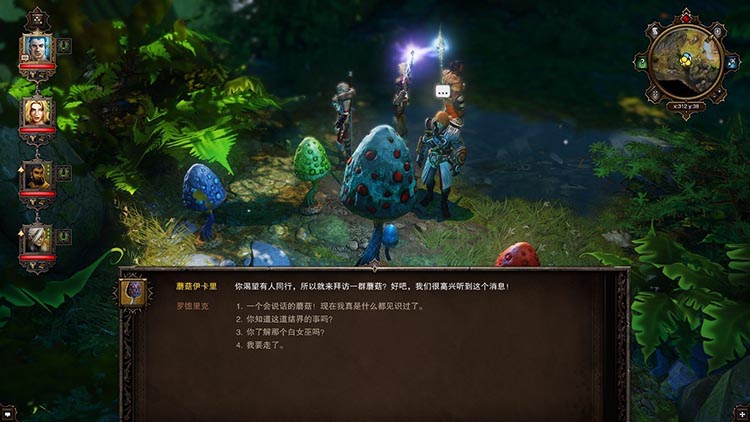 x:312 y:38
蘑菇伊卡里 你渴望有人同行，所以就来拜访一群蘑菇？好吧，我们很高兴听到这个消息！
罗德里克 1. 一个会说话的蘑菇！现在我真是什么都见识过了。
2. 你知道这道结界的事吗？
3. 你了解那个白女巫吗？
4. 我要走了。